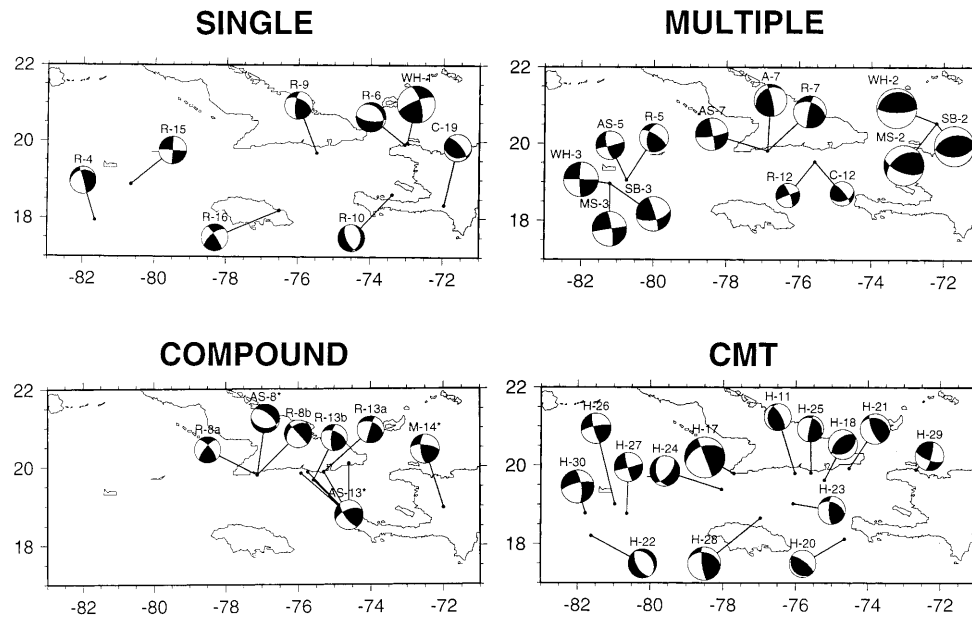 SINGLE
MULTIPLE
22
20
18
-82
-80
-78
-76
-74
-72
R-9
R-6
WH-4
R-15
C-19
R-4
R-16
R-10
22
20
18
-82
-80
-78
-76
-74
-72
A-7
R-7
WH-2
AS-7
SB-2
AS-5
R-5
MS-2
WH-3
SB-3
R-12
C-12
MS-3
COMPOUND
CMT
22
20
18
-82
-80
-78
-76
-74
-72
AS-8*
R-8b
R-13b
R-13a
R-8a
M-14*
AS-13*
22
20
18
-82
-80
-78
-76
-74
-72
H-26
H-11
H-25
H-18
H-21
H-17
H-27
H-24
H-29
H-30
H-23
H-22
H-28
H-20